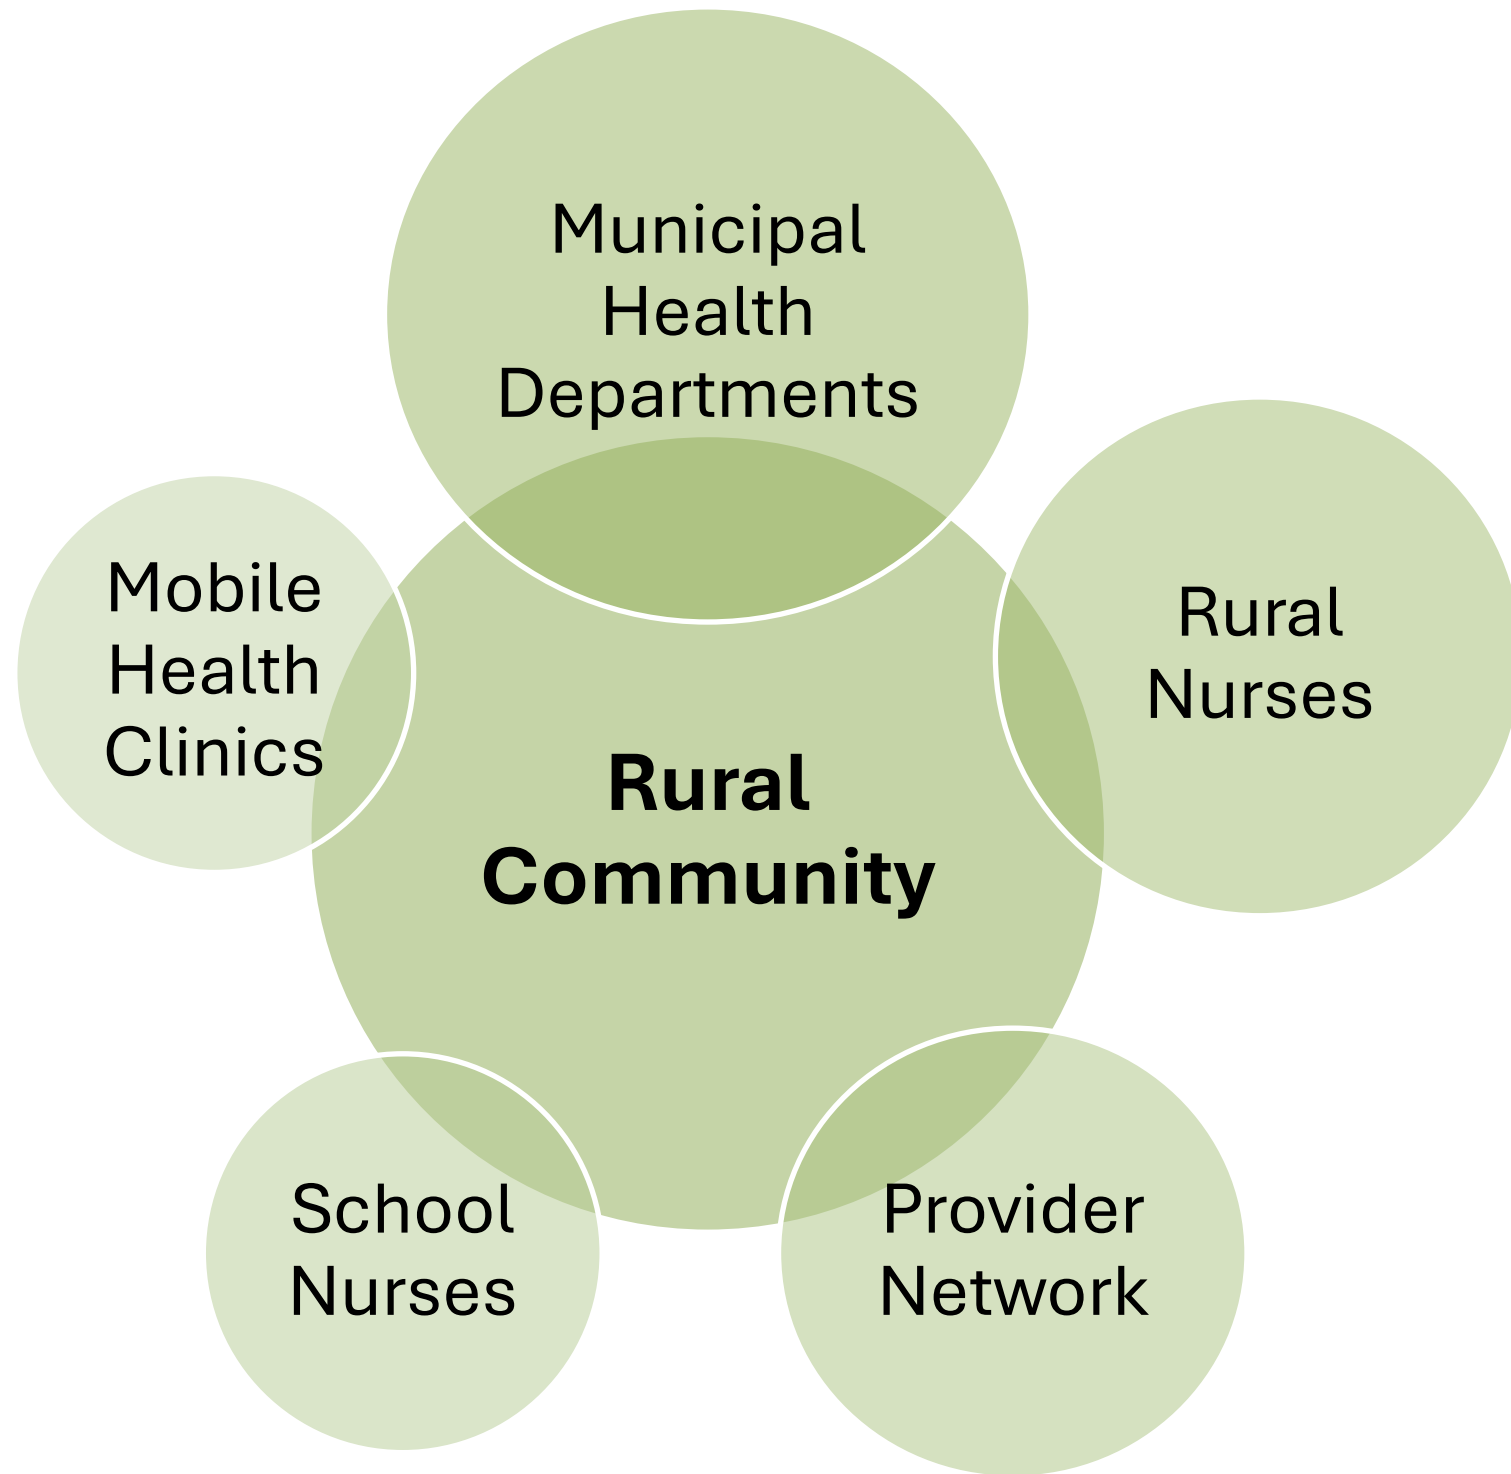 Municipal
Health
Departments
Mobile
Health
Clinics
Rural
Nurses
Rural
Community
School
Nurses
Provider
Network